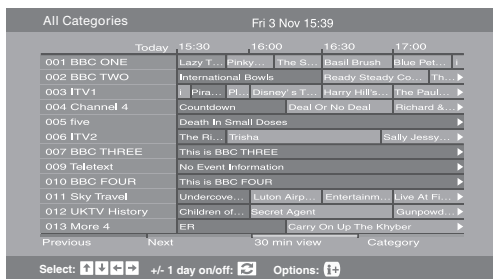 All Categories Fri 3 Nov 15:39
Today 15:30 16:00 16:30 17:00
001 BBC ONE Lazy T... Pinky... The S... Basil Brush Blue Pet... i
002 BBC TWO International Bowls Ready Steady Co... Th...
003 ITV1 i Pira... Pl... Disney's T... Harry Hill's... The Paul...
004 Channel 4 Countdown Deal Or No Deal Richard &...
005 five Death In Small Doses
006 ITV2 The Ri... Trisha Sally Jessy...
007 BBC THREE This is BBC THREE
009 Teletext No Event Information
010 BBC FOUR This is BBC FOUR
011 Sky Travel Undercove... Luton Airp... Entertainm... Live At Fi...
012 UKTV History Children of... Secret Agent Gunpowd...
013 More 4 ER Carry On Up The Khyber
Previous Next 30 min view Category
Select: +/- 1 day on/off: Options: i+